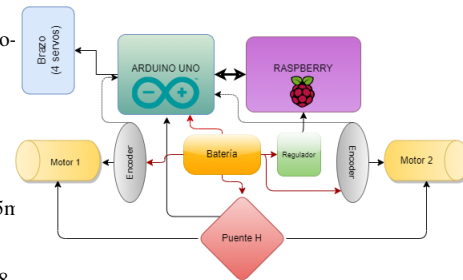 o-
Brazo
(4 servos)
ARDUINO UNO
RASPBERRY
Motor 1
Encoder
Batería
Regulador
Encoder
Motor 2
Puente H